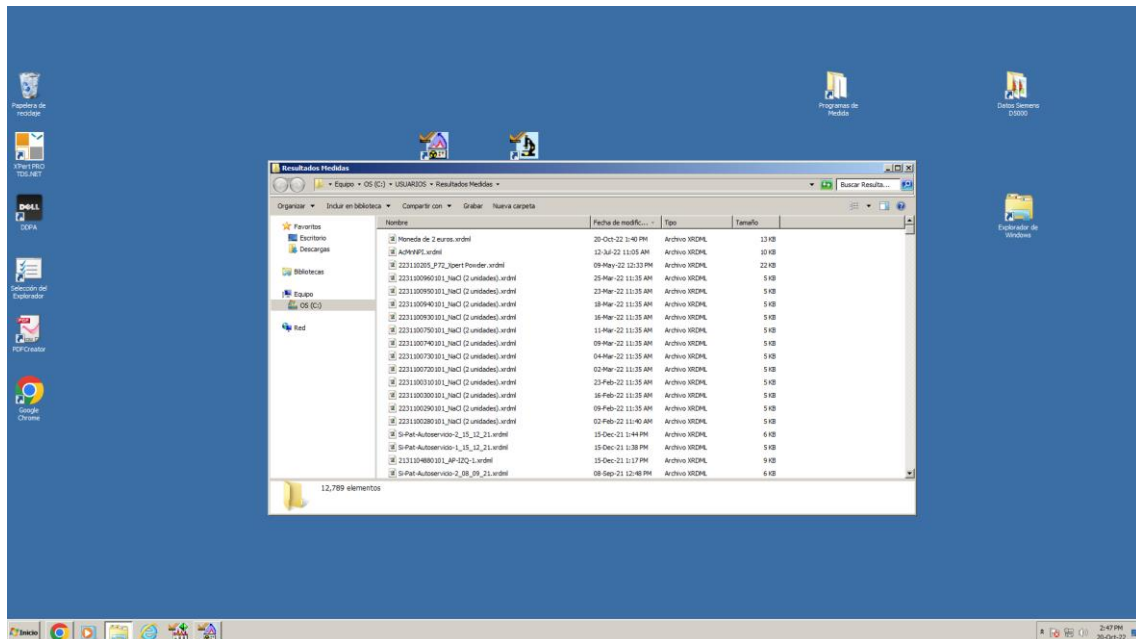 Papelera de
reciclaje
X'Pert PRO
TDS.NET
DELL
DDPA
Selección del
Explorador
PDFCreator
Google
Chrome
Programas de
Medida
Datos Siemens
D5000
Explorador de
Windows
Resultados Medidas
Equipo • OS (C:) • USUARIOS • Resultados Medidas
Buscar Resulta...
Organizar Incluir en biblioteca Compartir con Grabar Nueva carpeta
Favoritos
Escritorio
Descargas
Bibliotecas
Equipo
OS (C:)
Red
Nombre Fecha de modific... Tipo Tamaño
Moneda de 2 euros.xrdml 20-Oct-22 1:40 PM Archivo XRDML 13 KB
AcMnNPI.xrdml 12-Jul-22 11:05 AM Archivo XRDML 10 KB
223110205_P72_Xpert Powder.xrdml 09-May-22 12:33 PM Archivo XRDML 22 KB
2231100960101_NaCl (2 unidades).xrdml 25-Mar-22 11:35 AM Archivo XRDML 5 KB
2231100950101_NaCl (2 unidades).xrdml 23-Mar-22 11:35 AM Archivo XRDML 5 KB
2231100940101_NaCl (2 unidades).xrdml 18-Mar-22 11:35 AM Archivo XRDML 5 KB
2231100930101_NaCl (2 unidades).xrdml 16-Mar-22 11:35 AM Archivo XRDML 5 KB
2231100750101_NaCl (2 unidades).xrdml 11-Mar-22 11:35 AM Archivo XRDML 5 KB
2231100740101_NaCl (2 unidades).xrdml 09-Mar-22 11:35 AM Archivo XRDML 5 KB
2231100730101_NaCl (2 unidades).xrdml 04-Mar-22 11:35 AM Archivo XRDML 5 KB
2231100720101_NaCl (2 unidades).xrdml 02-Mar-22 11:35 AM Archivo XRDML 5 KB
2231100310101_NaCl (2 unidades).xrdml 23-Feb-22 11:35 AM Archivo XRDML 5 KB
2231100300101_NaCl (2 unidades).xrdml 16-Feb-22 11:35 AM Archivo XRDML 5 KB
2231100290101_NaCl (2 unidades).xrdml 09-Feb-22 11:35 AM Archivo XRDML 5 KB
2231100280101_NaCl (2 unidades).xrdml 02-Feb-22 11:40 AM Archivo XRDML 5 KB
Si-Pat-Autoservicio-2_15_12_21.xrdml 15-Dec-21 1:44 PM Archivo XRDML 6 KB
Si-Pat-Autoservicio-1_15_12_21.xrdml 15-Dec-21 1:38 PM Archivo XRDML 5 KB
2131104880101_AP-IZQ-1.xrdml 15-Dec-21 1:17 PM Archivo XRDML 9 KB
Si-Pat-Autoservicio-2_08_09_21.xrdml 08-Sep-21 12:48 PM Archivo XRDML 6 KB
12,789 elementos
Inicio
2:47 PM
20-Oct-22